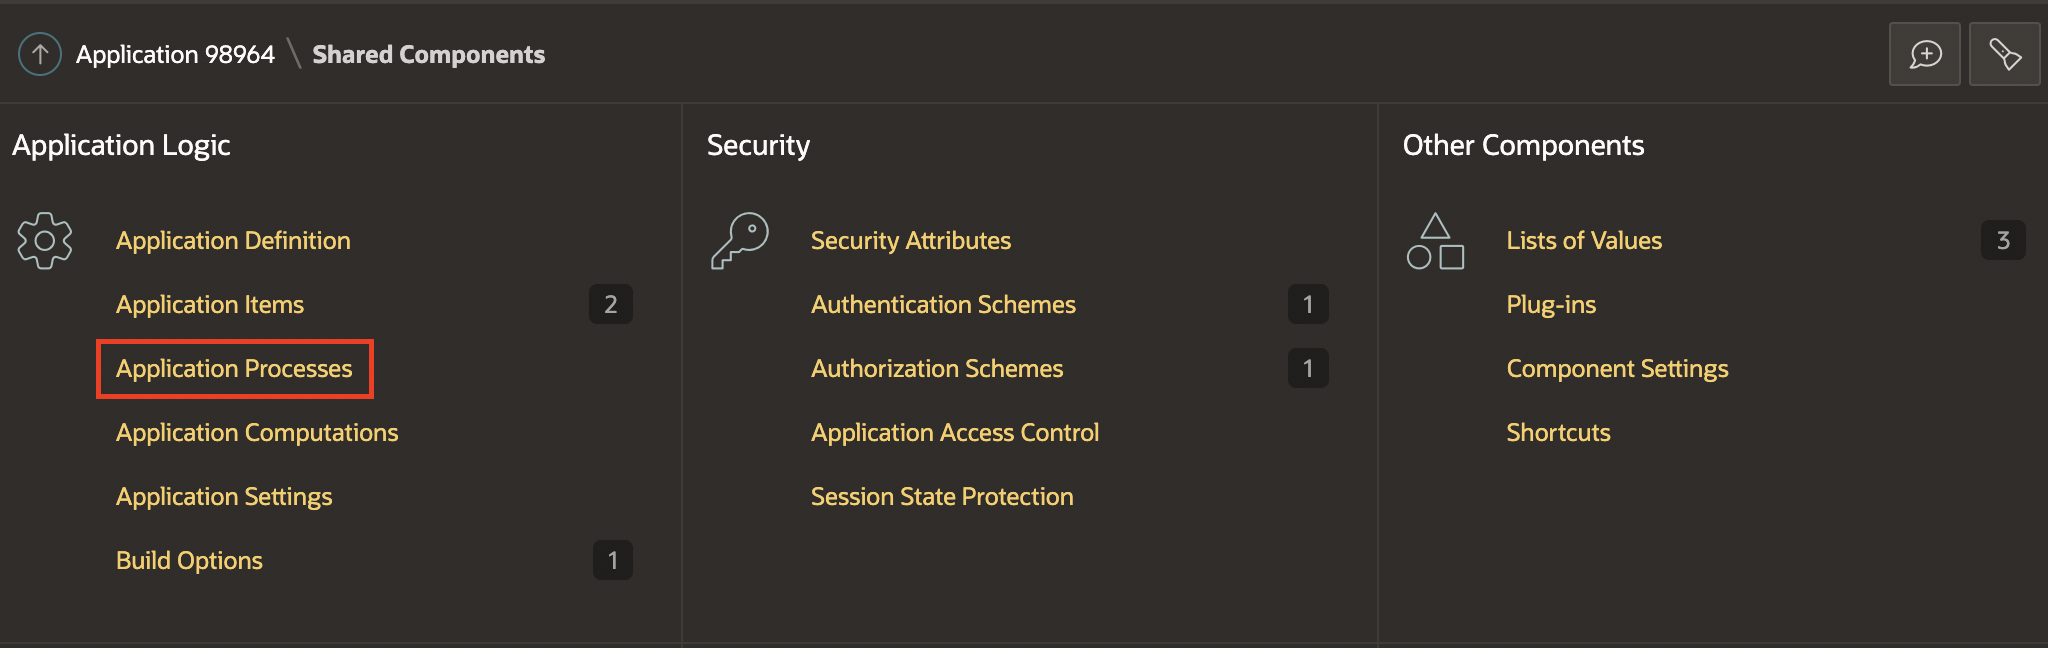 Application 98964 \ Shared Components
Application Logic
Application Definition
Application Items 2
Application Processes
Application Computations
Application Settings
Build Options 1
Security
Security Attributes
Authentication Schemes 1
Authorization Schemes 1
Application Access Control
Session State Protection
Other Components
Lists of Values 3
Plug-ins
Component Settings
Shortcuts